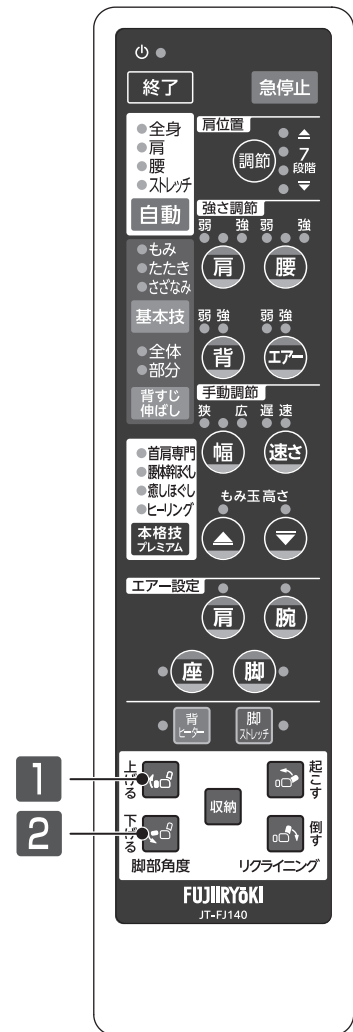 終了
急停止
全身
肩
腰
ストレッチ
自動
肩位置
調節
7
段階
強さ調節
弱 強 弱 強
肩 腰
もみ
たたき
さざなみ
基本技
弱 強 弱 強
背 エアー
全体
部分
背すじ
伸ばし
手動調節
狭 広 遅 速
幅 速さ
首肩専門
腰体幹ほぐし
癒しほぐし
ヒーリング
本格技
プレミアム
もみ玉高さ
エアー設定
肩 腕
座 脚
背
ヒーター
脚
ストレッチ
1
上げる
収納
起こす
2
下げる
倒す
脚部角度
リクライニング
FUJIIRYOKI
JT-FJ140